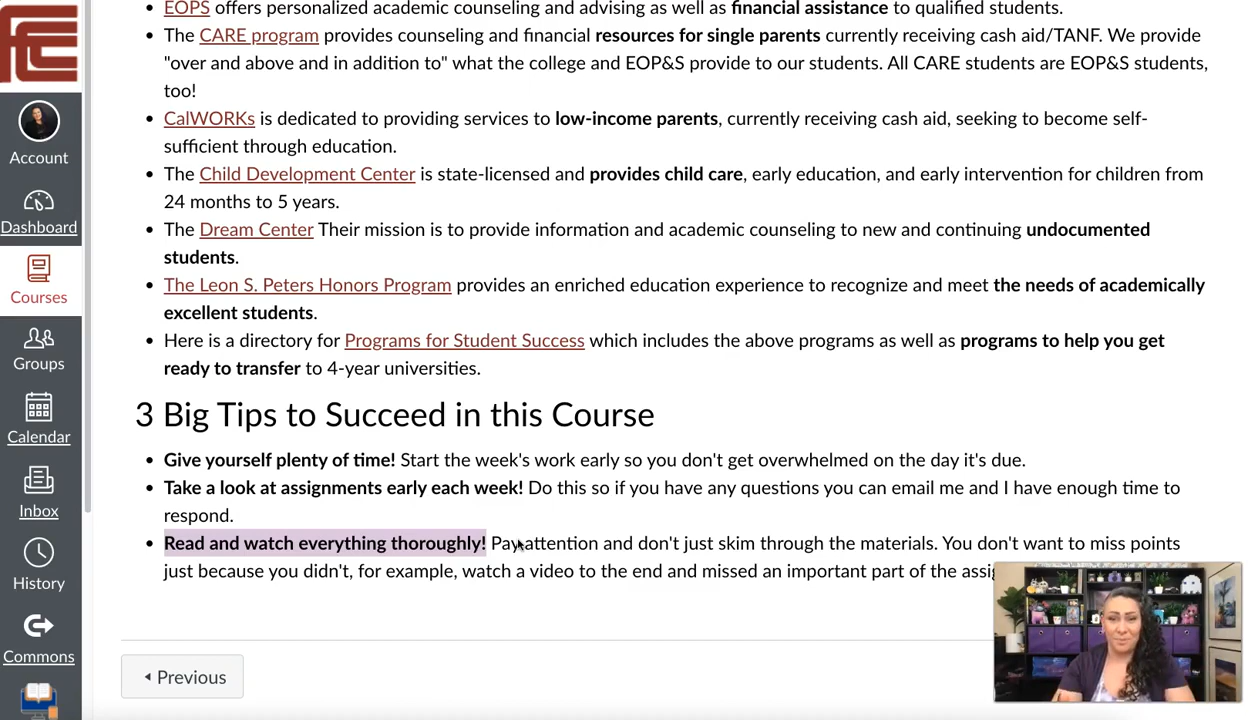 EOPS offers personalized academic counseling and advising as well as financial assistance to qualified students.
The CARE program provides counseling and financial resources for single parents currently receiving cash aid/TANF. We provide
"over and above and in addition to" what the college and EOP&S provide to our students. All CARE students are EOP&S students,
too!
CalWORKs is dedicated to providing services to low-income parents, currently receiving cash aid, seeking to become self-
sufficient through education.
The Child Development Center is state-licensed and provides child care, early education, and early intervention for children from
24 months to 5 years.
The Dream Center Their mission is to provide information and academic counseling to new and continuing undocumented
students.
The Leon S. Peters Honors Program provides an enriched education experience to recognize and meet the needs of academically
excellent students.
Here is a directory for Programs for Student Success which includes the above programs as well as programs to help you get
ready to transfer to 4-year universities.
3 Big Tips to Succeed in this Course
Give yourself plenty of time! Start the week's work early so you don't get overwhelmed on the day it's due.
Take a look at assignments early each week! Do this so if you have any questions you can email me and I have enough time to
respond.
Read and watch everything thoroughly! Pay attention and don't just skim through the materials. You don't want to miss points
just because you didn't, for example, watch a video to the end and missed an important part of the
Previous
Account
Dashboard
Courses
Groups
Calendar
Inbox
History
Commons